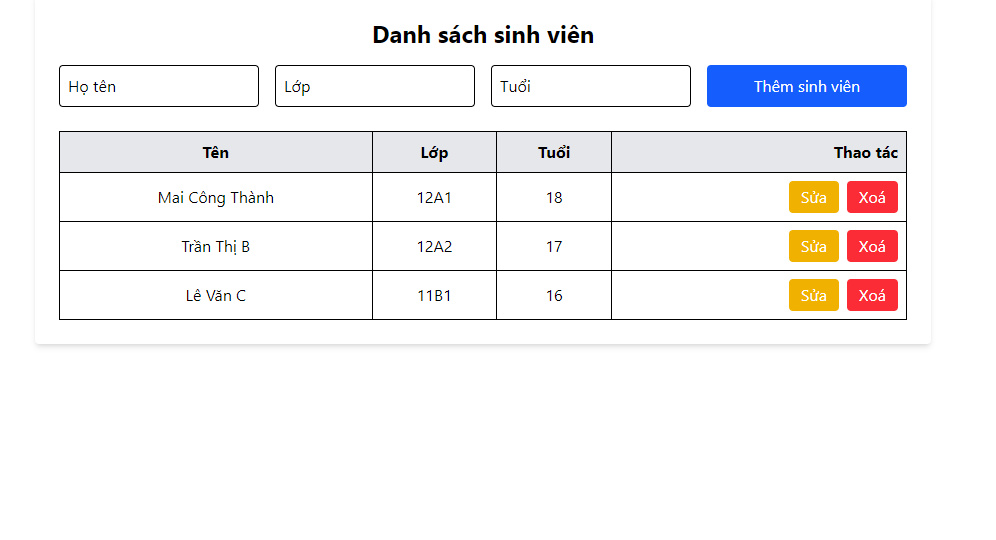 Danh sách sinh viên
Họ tên Lớp Tuổi Thêm sinh viên
Tên Lớp Tuổi Thao tác
Mai Công Thành 12A1 18 Sửa Xoá
Trần Thị B 12A2 17 Sửa Xoá
Lê Văn C 11B1 16 Sửa Xoá